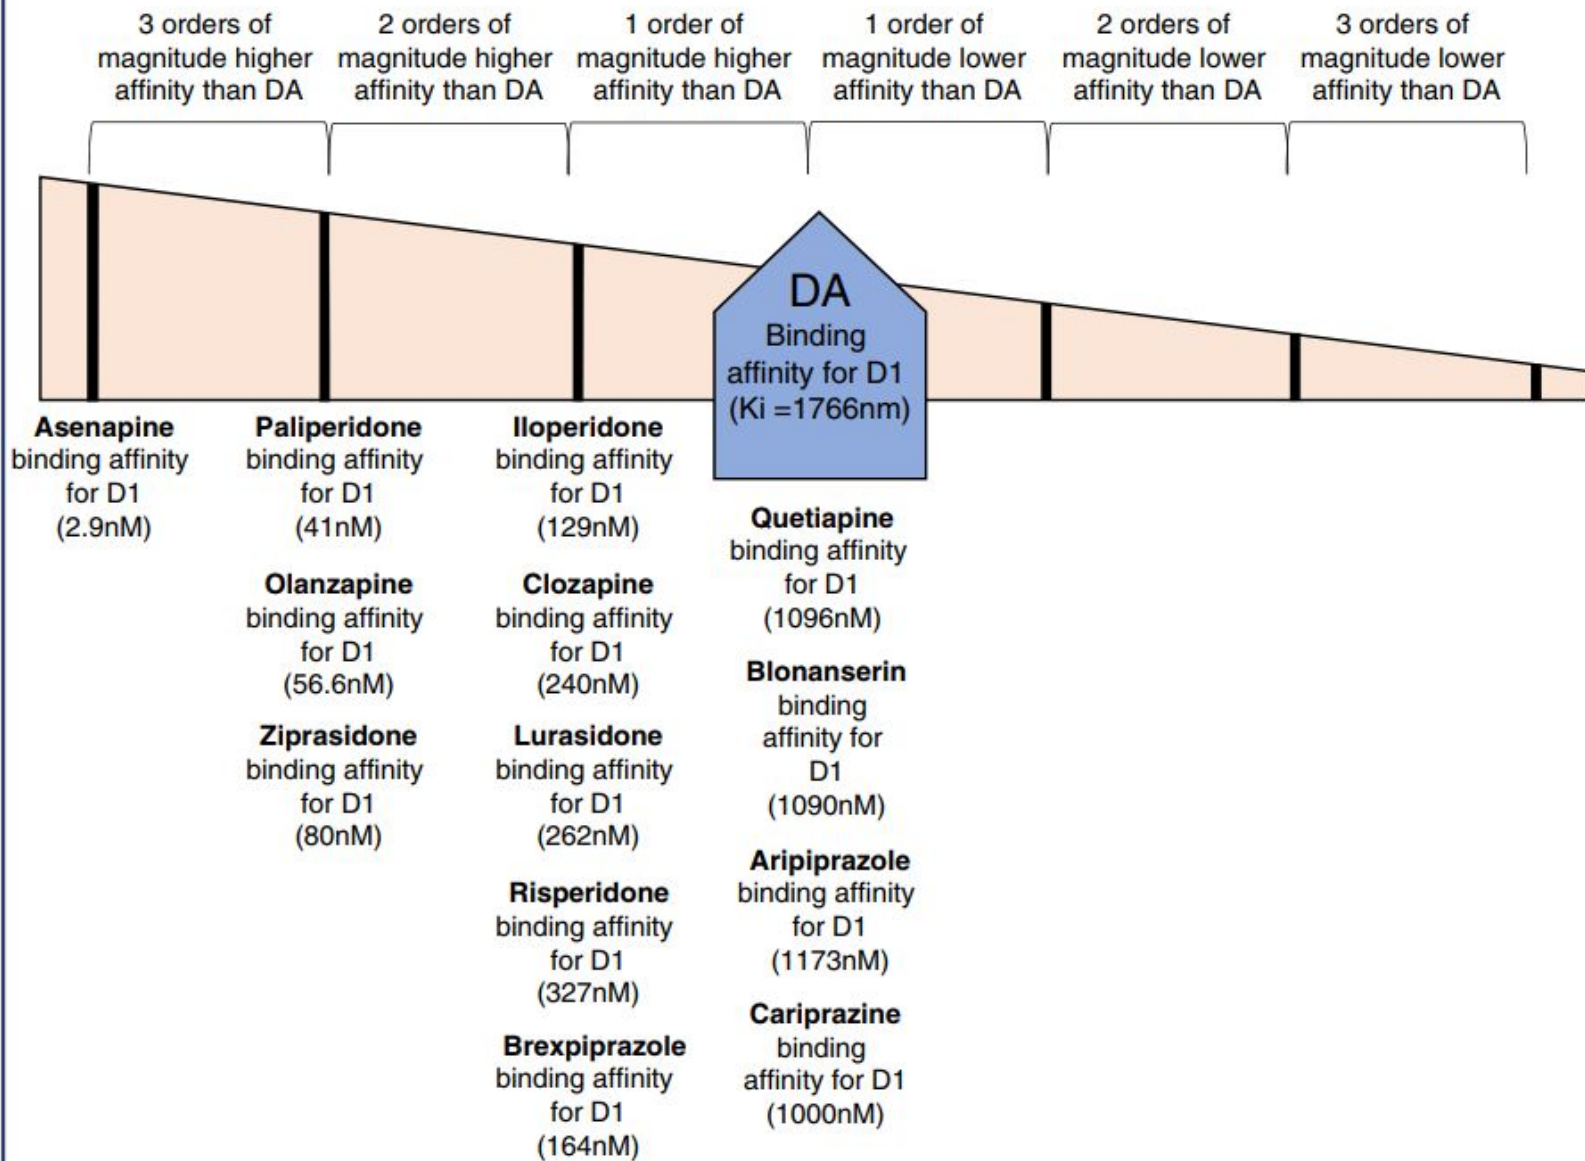 3 orders of
magnitude higher
affinity than DA
2 orders of
magnitude higher
affinity than DA
1 order of
magnitude higher
affinity than DA
1 order of
magnitude lower
affinity than DA
2 orders of
magnitude lower
affinity than DA
3 orders of
magnitude lower
affinity than DA
DA
Binding
affinity for D1
(Ki =1766nm)
Asenapine
binding affinity
for D1
(2.9nM)
Paliperidone
binding affinity
for D1
(41nM)
Olanzapine
binding affinity
for D1
(56.6nM)
Ziprasidone
binding affinity
for D1
(80nM)
Iloperidone
binding affinity
for D1
(129nM)
Clozapine
binding affinity
for D1
(240nM)
Lurasidone
binding affinity
for D1
(262nM)
Risperidone
binding affinity
for D1
(327nM)
Brexpiprazole
binding affinity
for D1
(164nM)
Quetiapine
binding affinity
for D1
(1096nM)
Blonanserin
binding
affinity for
D1
(1090nM)
Aripiprazole
binding affinity
for D1
(1173nM)
Cariprazine
binding
affinity for D1
(1000nM)